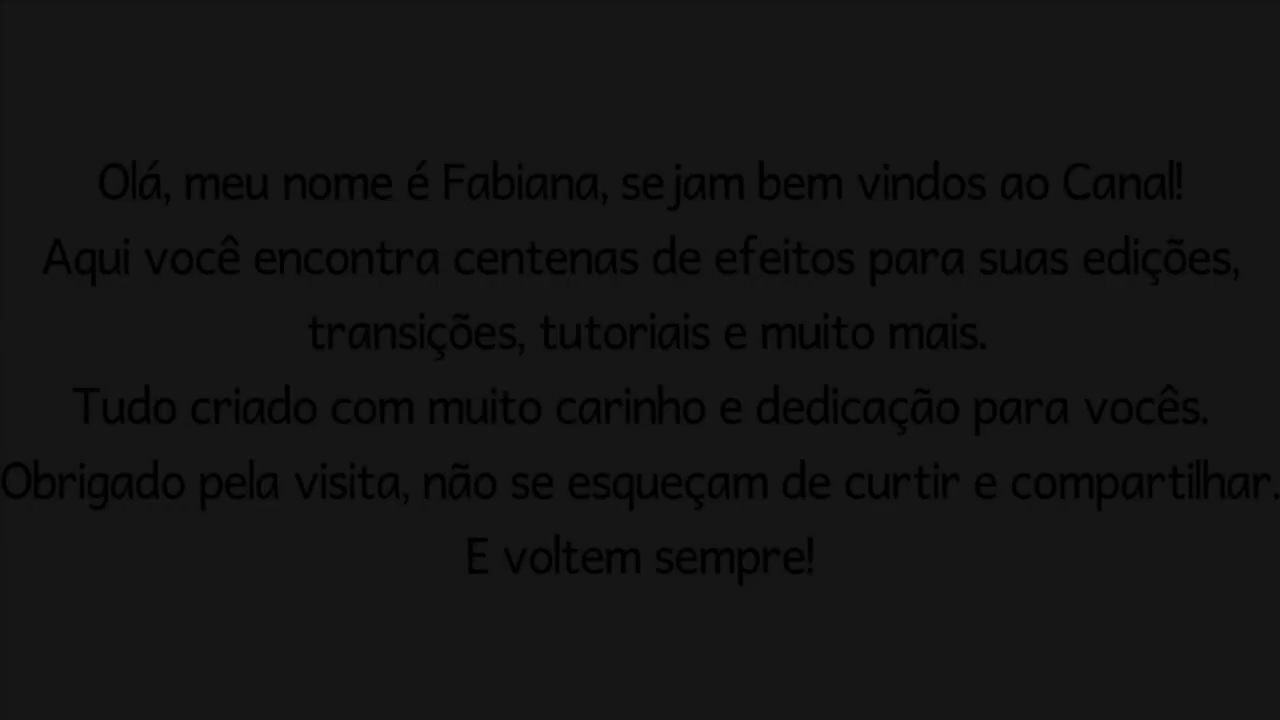 Olá, meu nome é Fabiana, sejam bem vindos ao Canal!
Aqui você encontra centenas de efeitos para suas edições,
transições, tutoriais e muito mais.
Tudo criado com muito carinho e dedicação para vocês.
Obrigado pela visita, não se esqueçam de curtir e compartilhar.
E voltem sempre!